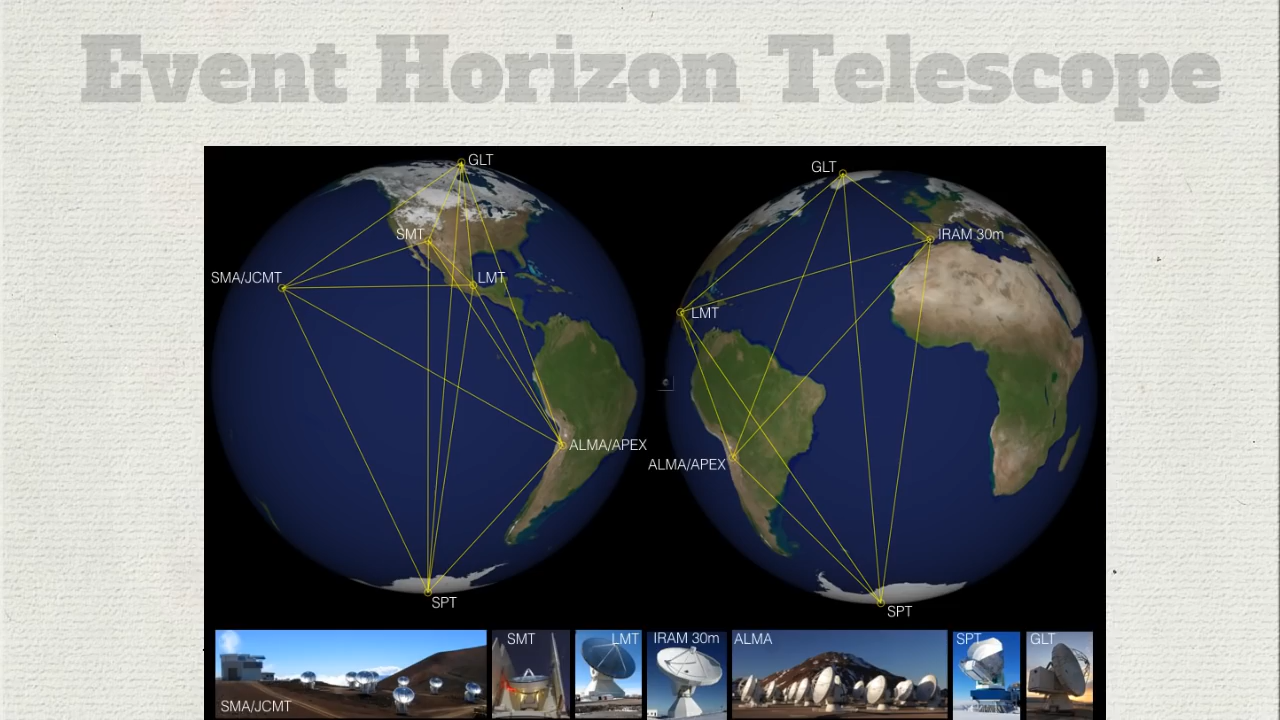 Event Horizon Telescope
GLT
SMT
SMA/JCMT
LMT
ALMA/APEX
SPT
GLT
IRAM 30m
LMT
ALMA/APEX
SPT
SMA/JCMT
SMT
LMT
IRAM 30m
ALMA
SPT
GLT